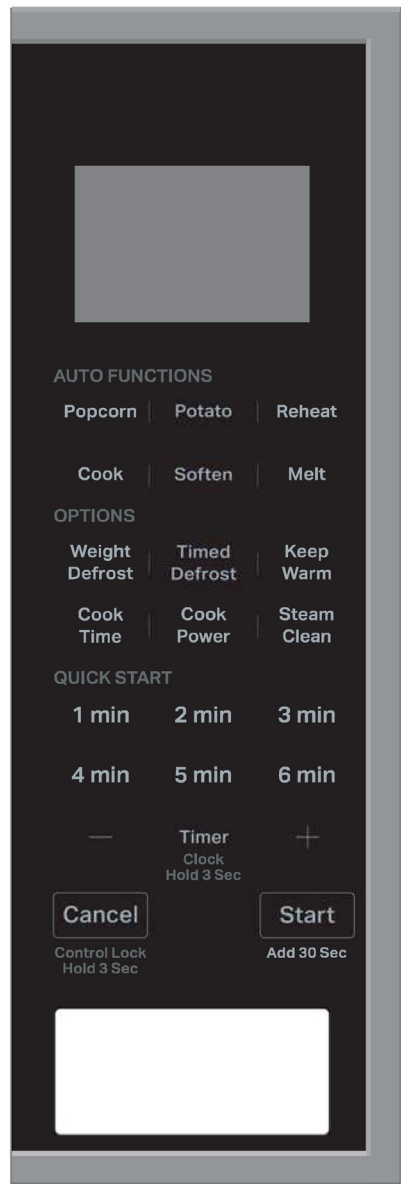 AUTO FUNCTIONS
Popcorn Potato Reheat
Cook Soften Melt
OPTIONS
Weight Timed Keep
Defrost Defrost Warm
Cook Cook Steam
Time Power Clean
QUICK START
1 min 2 min 3 min
4 min 5 min 6 min
— Timer +
Clock
Hold 3 Sec
Cancel Start
Control Lock Add 30 Sec
Hold 3 Sec